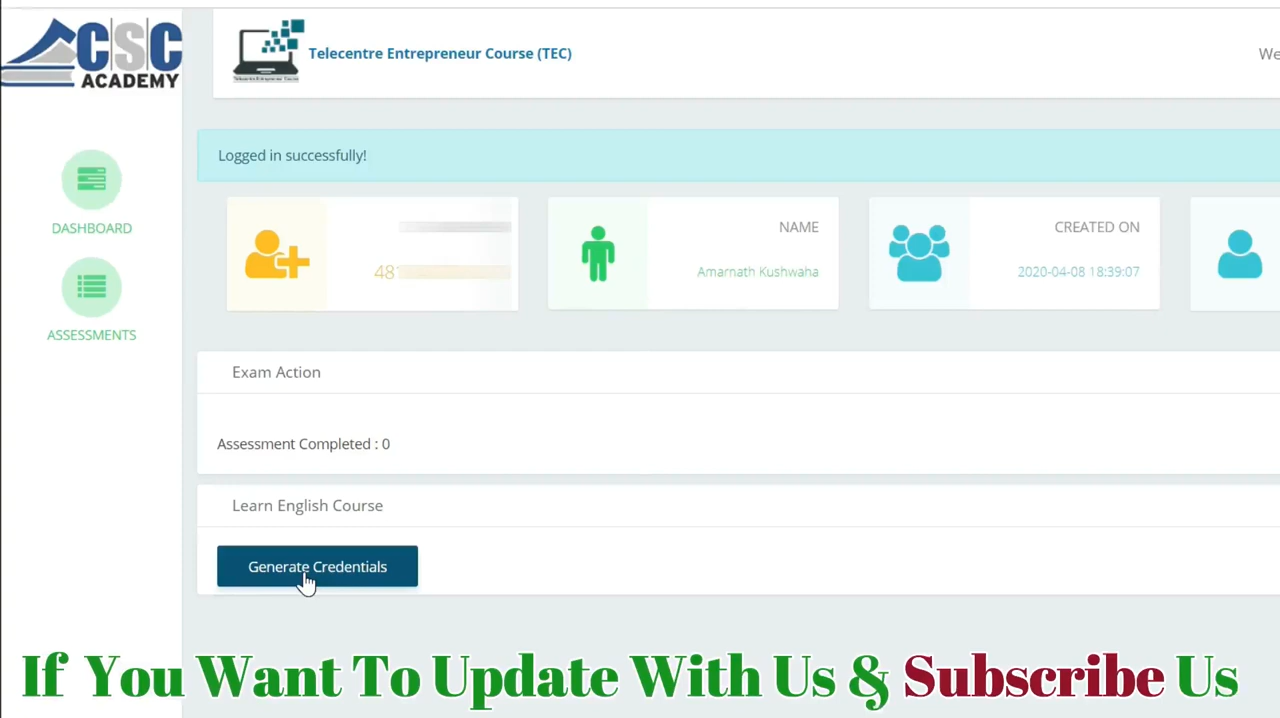 CSC
ACADEMY
Telecentre Entrepreneur Course (TEC)
We
DASHBOARD
ASSESSMENTS
Logged in successfully!
481
NAME
Amarnath Kushwaha
CREATED ON
2020-04-08 18:39:07
Exam Action
Assessment Completed : 0
Learn English Course
Generate Credentials
If You Want To Update With Us & Subscribe Us